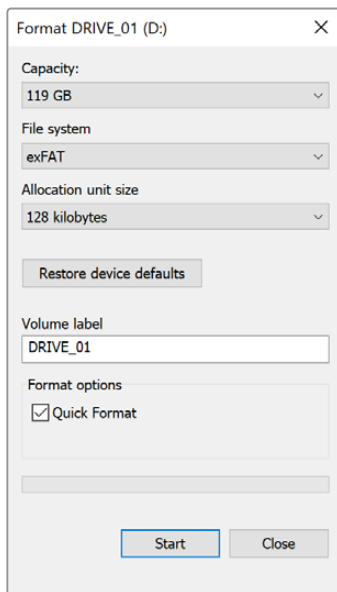 Format DRIVE_01 (D:)
Capacity:
119 GB
File system
exFAT
Allocation unit size
128 kilobytes
Restore device defaults
Volume label
DRIVE_01
Format options
Quick Format
Start Close